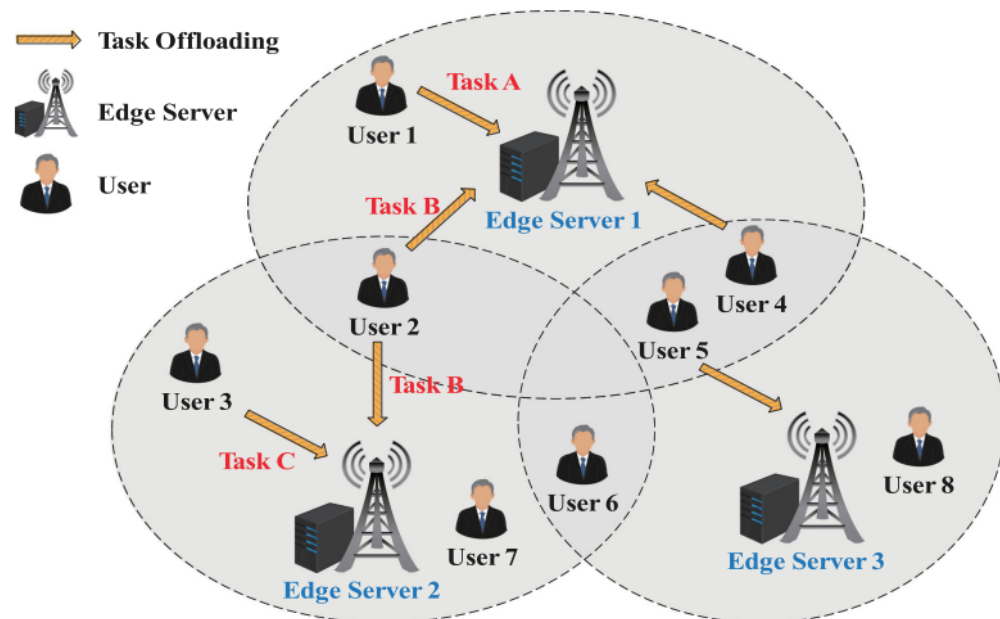 Task Offloading
Edge Server
User
User 1
Task A
Edge Server 1
Task B
User 2
User 4
User 5
User 3
Task B
Task C
User 6
User 7
User 8
Edge Server 2
Edge Server 3